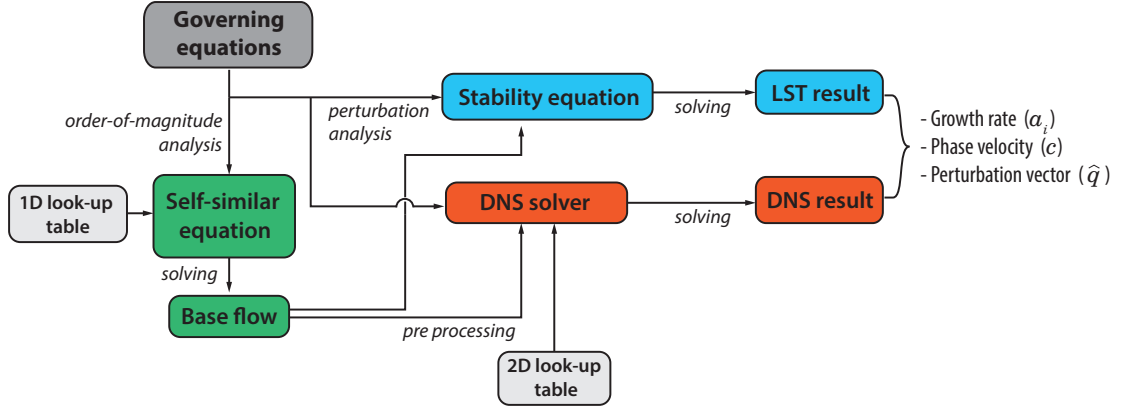 Governing
equations
order-of-magnitude
analysis
perturbation
analysis
Stability equation
solving
LST result
- Growth rate (a_i)
- Phase velocity (c)
- Perturbation vector (q̂)
1D look-up
table
Self-similar
equation
DNS solver
solving
DNS result
solving
Base flow
pre processing
2D look-up
table